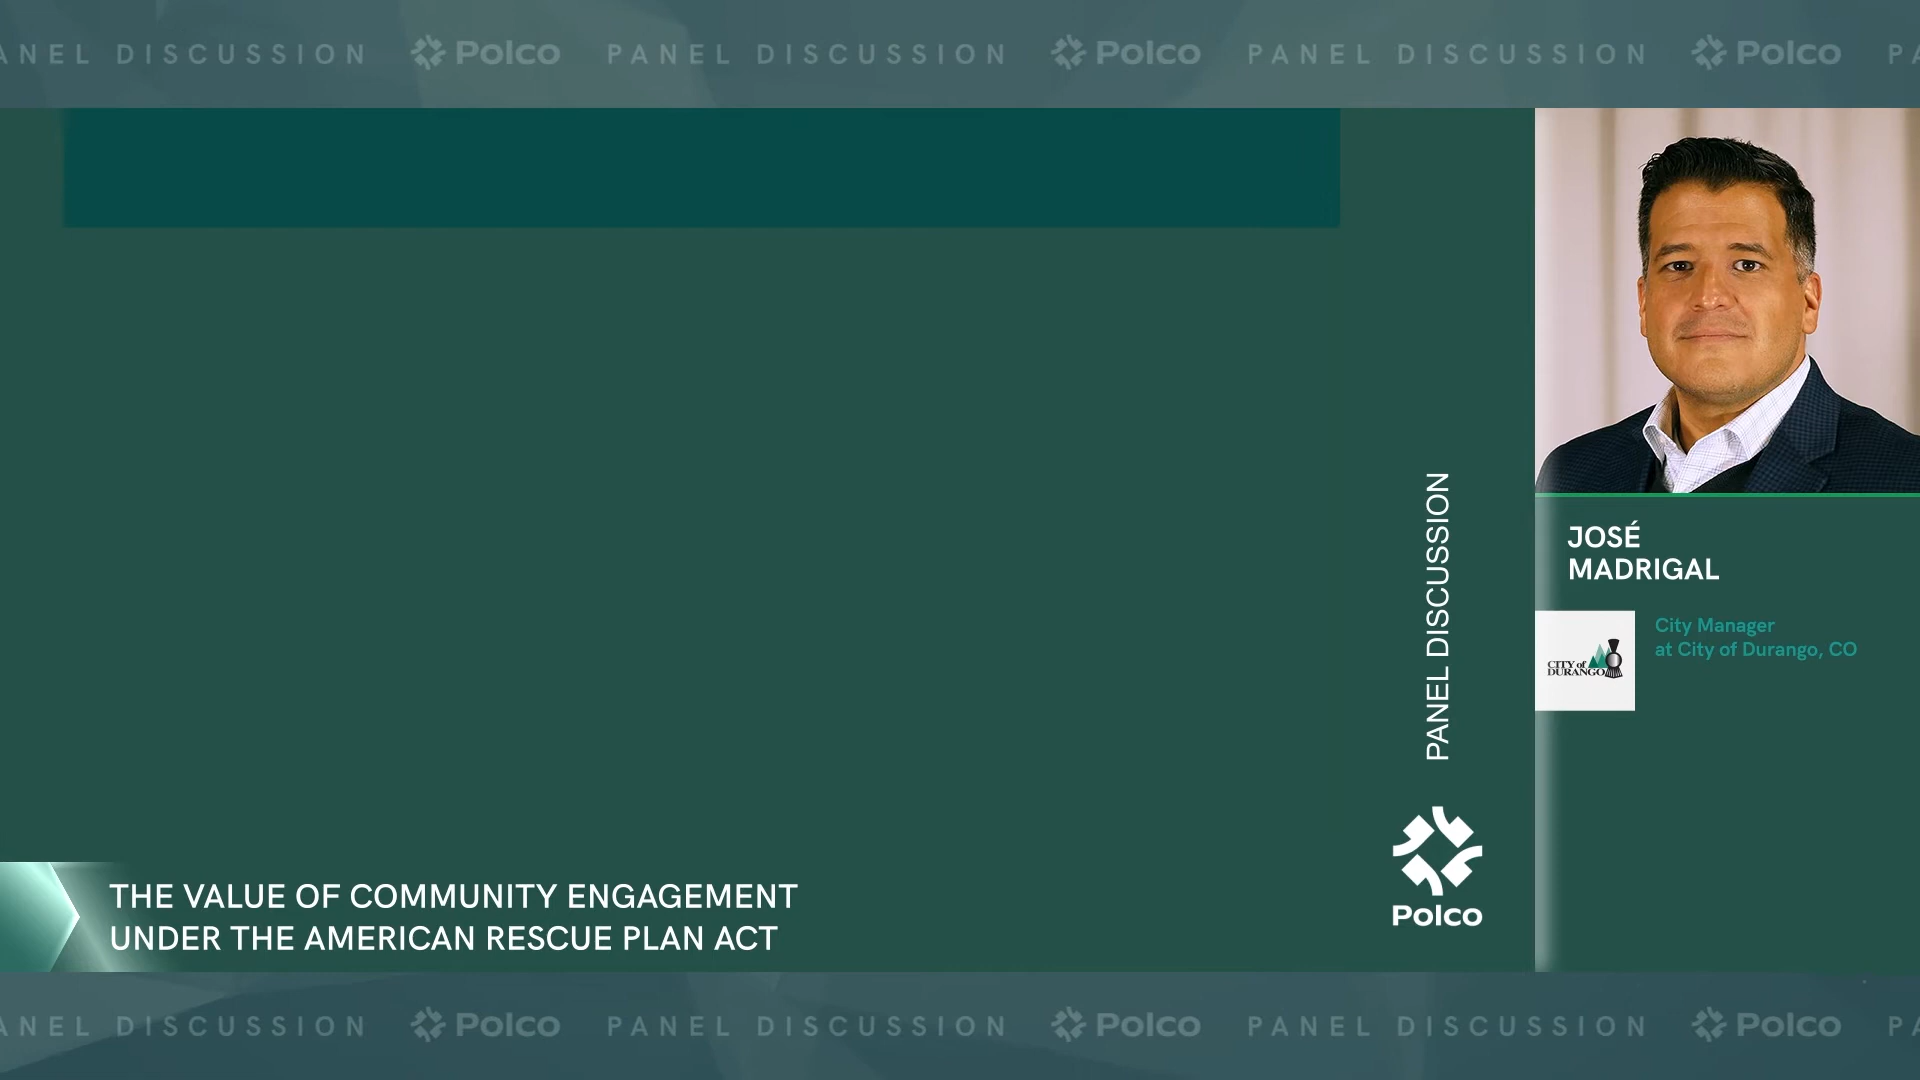 ANEL DISCUSSION Polco PANEL DISCUSSION Polco PANEL DISCUSSION Polco PA
JOSÉ
MADRIGAL
City Manager
at City of Durango, CO
CITY of
DURANGO
PANEL DISCUSSION
Polco
THE VALUE OF COMMUNITY ENGAGEMENT
UNDER THE AMERICAN RESCUE PLAN ACT
ANEL DISCUSSION Polco PANEL DISCUSSION Polco PANEL DISCUSSION Polco PA